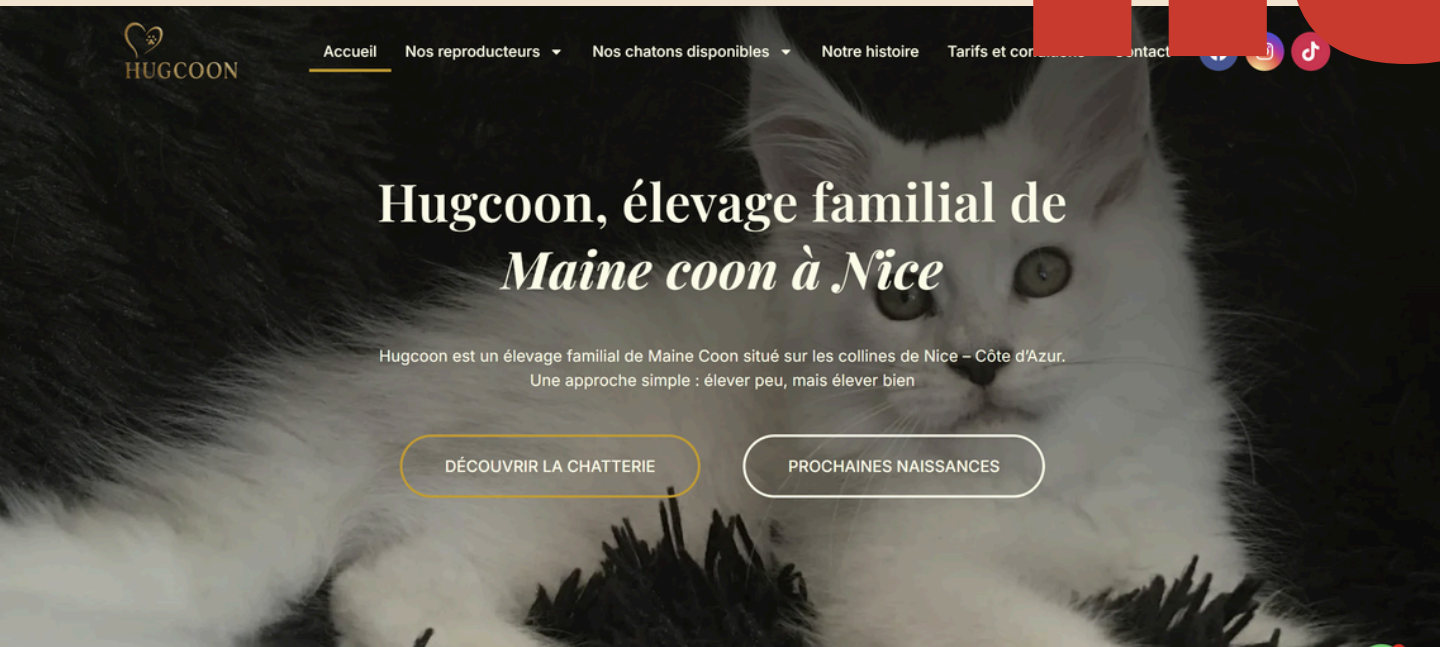 HUGCOON
Accueil Nos reproducteurs Nos chatons disponibles Notre histoire Tarifs et
Hugcoon, élevage familial de
Maine coon à Nice
Hugcoon est un élevage familial de Maine Coon situé sur les collines de Nice – Côte d’Azur.
Une approche simple : élever peu, mais élever bien
DÉCOUVRIR LA CHATTERIE PROCHAINES NAISSANCES